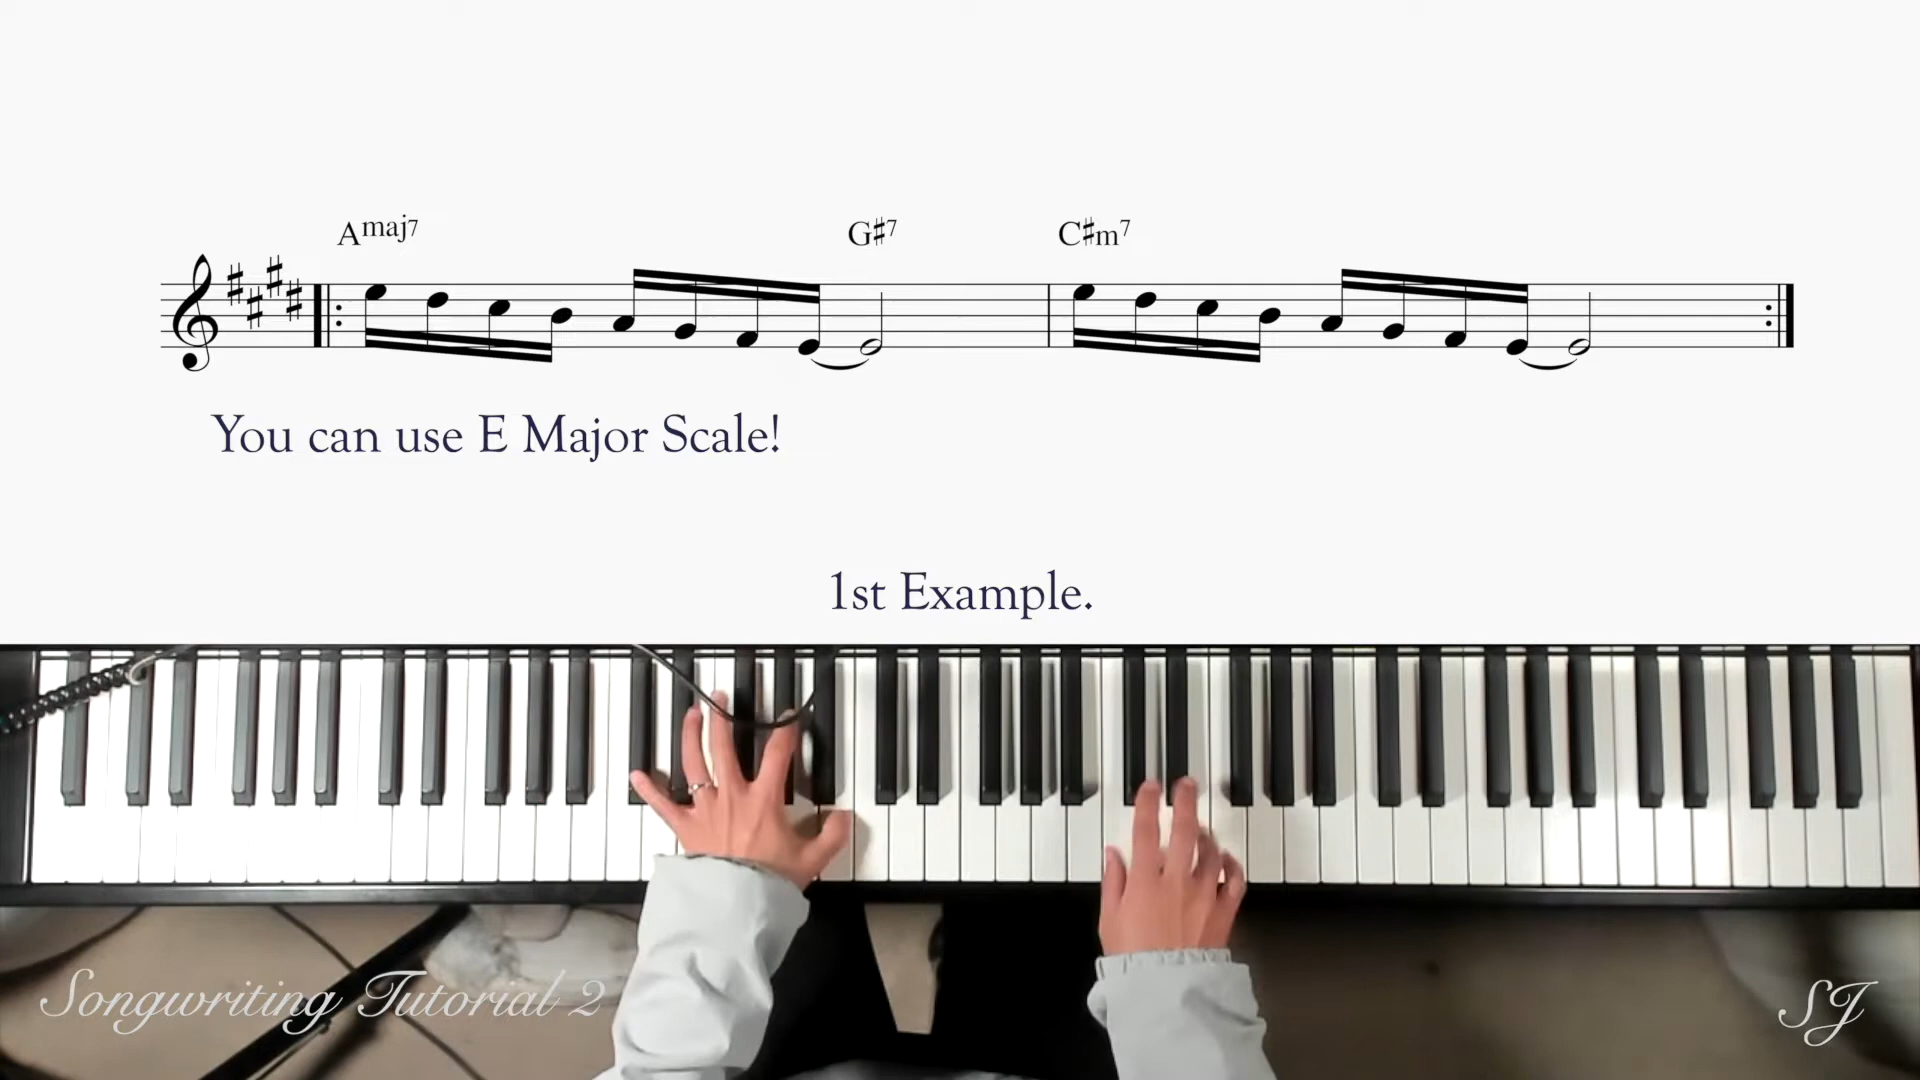 Amaj7 G♯7 C♯m7
You can use E Major Scale!
1st Example.
Songwriting Tutorial 2
SJ